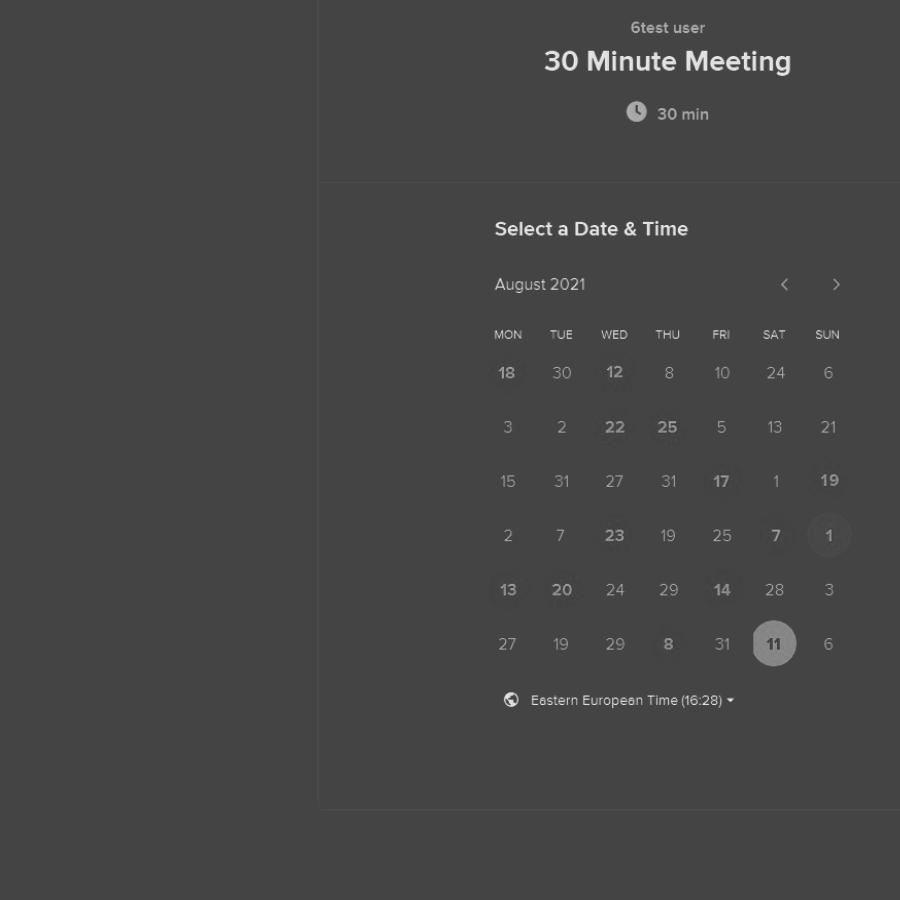 6test user
30 Minute Meeting
30 min
Select a Date & Time
August 2021
MON TUE WED THU FRI SAT SUN
18 30 12 8 10 24 6
3 2 22 25 5 13 21
15 31 27 31 17 1 19
2 7 23 19 25 7 1
13 20 24 29 14 28 3
27 19 29 8 31 11 6
Eastern European Time (16:28)